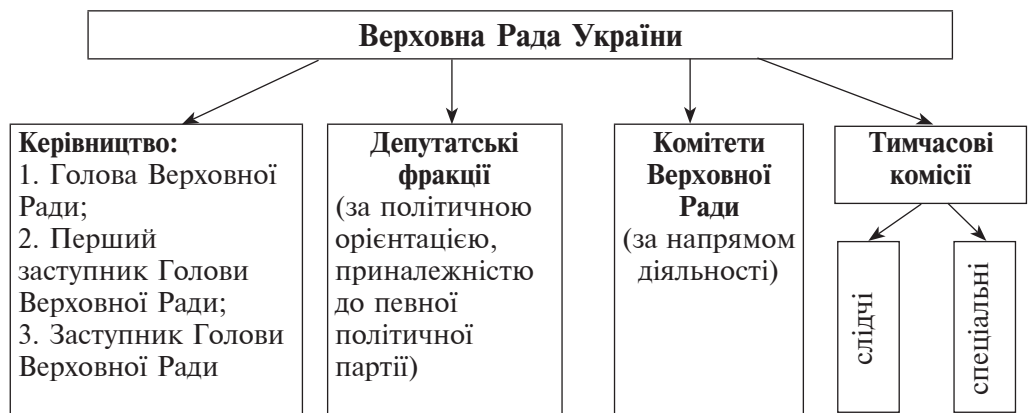 Верховна Рада України
Керівництво:
1. Голова Верховної
Ради;
2. Перший
заступник Голови
Верховної Ради;
3. Заступник Голови
Верховної Ради
Депутатські
фракції
(за політичною
орієнтацією,
приналежністю
до певної
політичної
партії)
Комітети
Верховної
Ради
(за напрямом
діяльності)
Тимчасові
комісії
слідчі
спеціальні